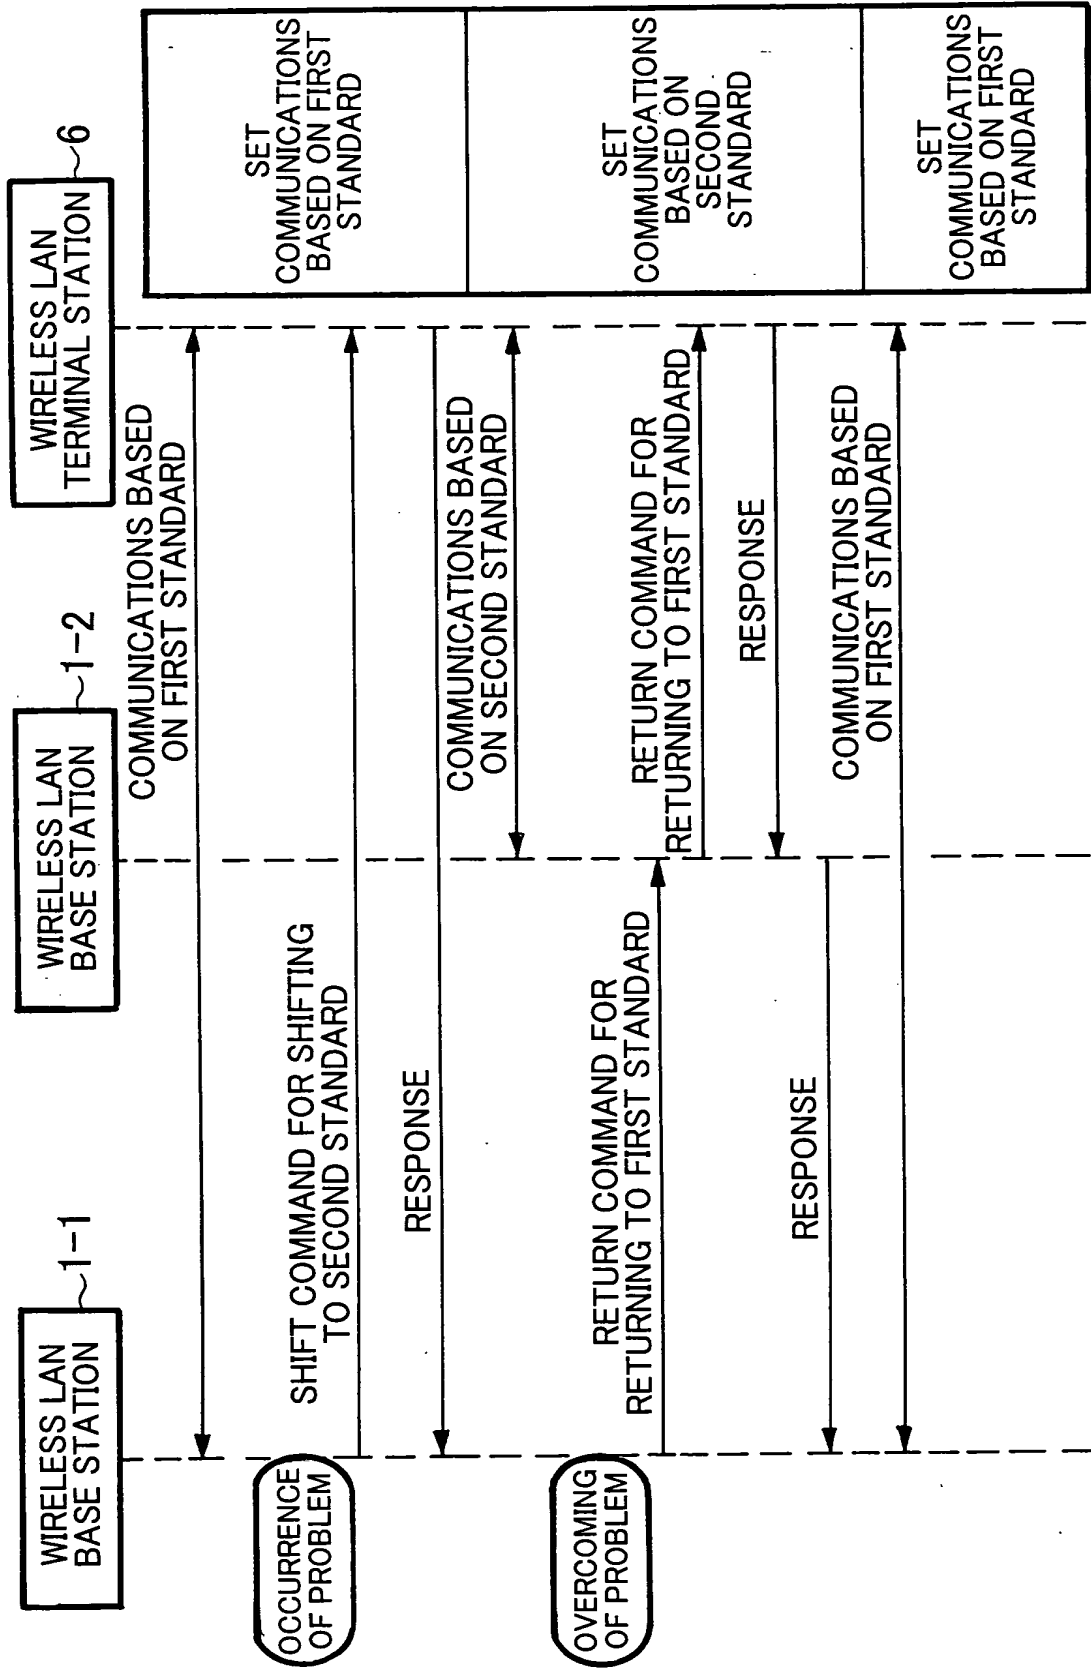 WIRELESS LAN
BASE STATION
1-1
WIRELESS LAN
BASE STATION
1-2
WIRELESS LAN
TERMINAL STATION
6
COMMUNICATIONS BASED
ON FIRST STANDARD
SET
COMMUNICATIONS
BASED ON FIRST
STANDARD
OCCURRENCE
OF PROBLEM
SHIFT COMMAND FOR SHIFTING
TO SECOND STANDARD
RESPONSE
COMMUNICATIONS BASED
ON SECOND STANDARD
SET
COMMUNICATIONS
BASED ON
SECOND
STANDARD
OVERCOMING
OF PROBLEM
RETURN COMMAND FOR
RETURNING TO FIRST STANDARD
RETURN COMMAND FOR
RETURNING TO FIRST STANDARD
RESPONSE
RESPONSE
COMMUNICATIONS BASED
ON FIRST STANDARD
SET
COMMUNICATIONS
BASED ON FIRST
STANDARD